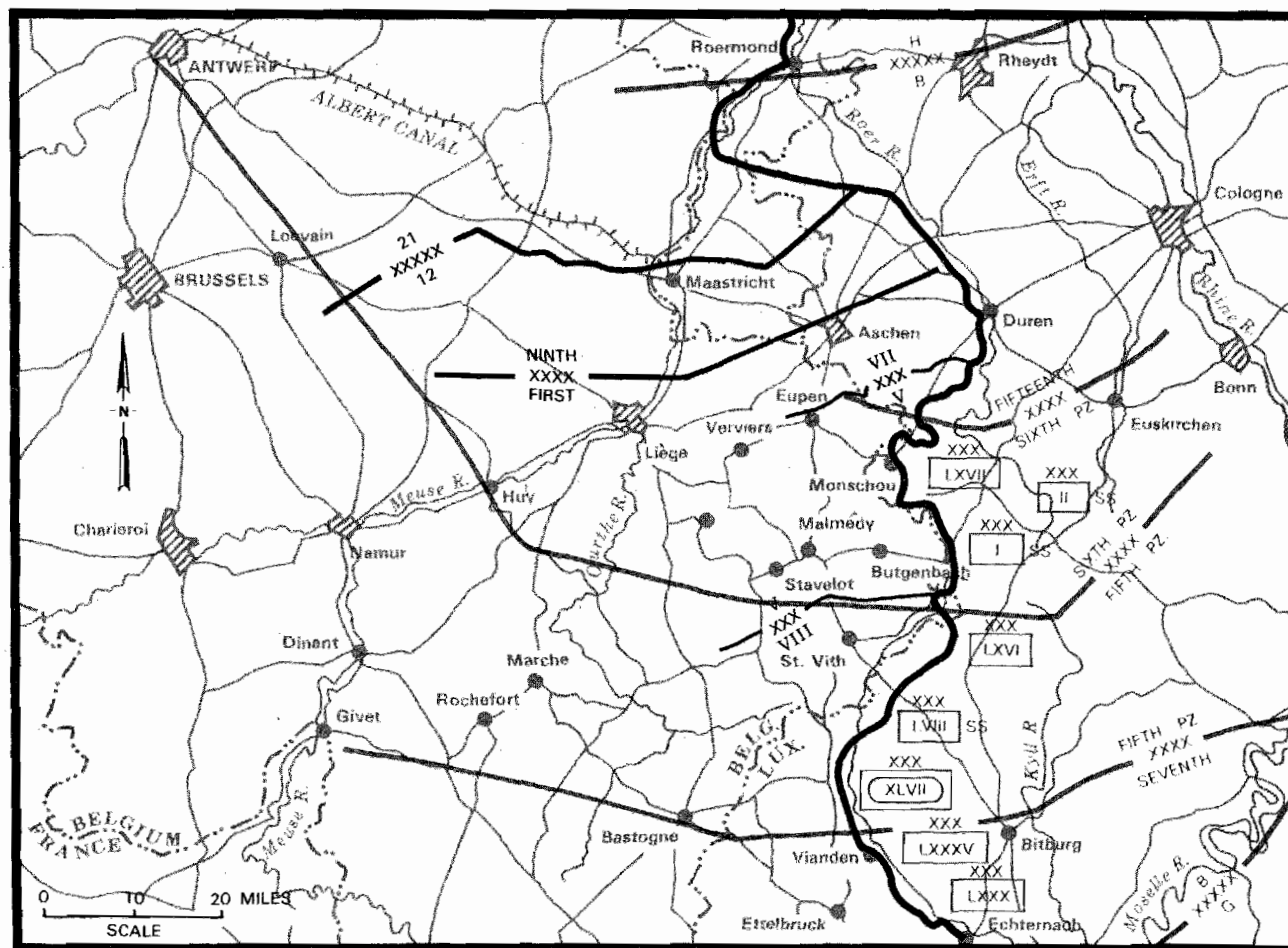 Roermond
H
XXXXX
B
Rheydt
ANTWERP
ALBERT CANAL
Roer R.
Erft R.
Cologne
Louvain
21
XXXXX
12
BRUSSELS
Maastricht
Rhine R.
Duren
Aschen
NINTH
XXXX
FIRST
VII
XXX
V
Bonn
Eupen
FIFTEENTH
XXXX
SIXTH PZ
Euskirchen
Verviers
Liège
N
Monschou
XXX
LXVII
XXX
II SS
Meuse R.
Huy
Ourthe R.
Charleroi
Namur
Malmedy
XXX
I SS
Stavelot
Butgenbach
SXTH PZ
XXXX
FIFTH PZ.
V
XXX
VIII
XXX
LXVI
Dinant
St. Vith
Marche
Rochefort
XXX
LVIII SS
Givet
BELG.
LUX.
Kyll R
FIFTH PZ
XXXX
SEVENTH
XXX
XLVII
BELGIUM
FRANCE
Meuse R.
Bastogne
XXX
LXXXV
Bitburg
Vianden
XXX
LXXX
Moselle R.
B
XXXXX
G
0 10 20 MILES
SCALE
Ettelbruck
Echternach